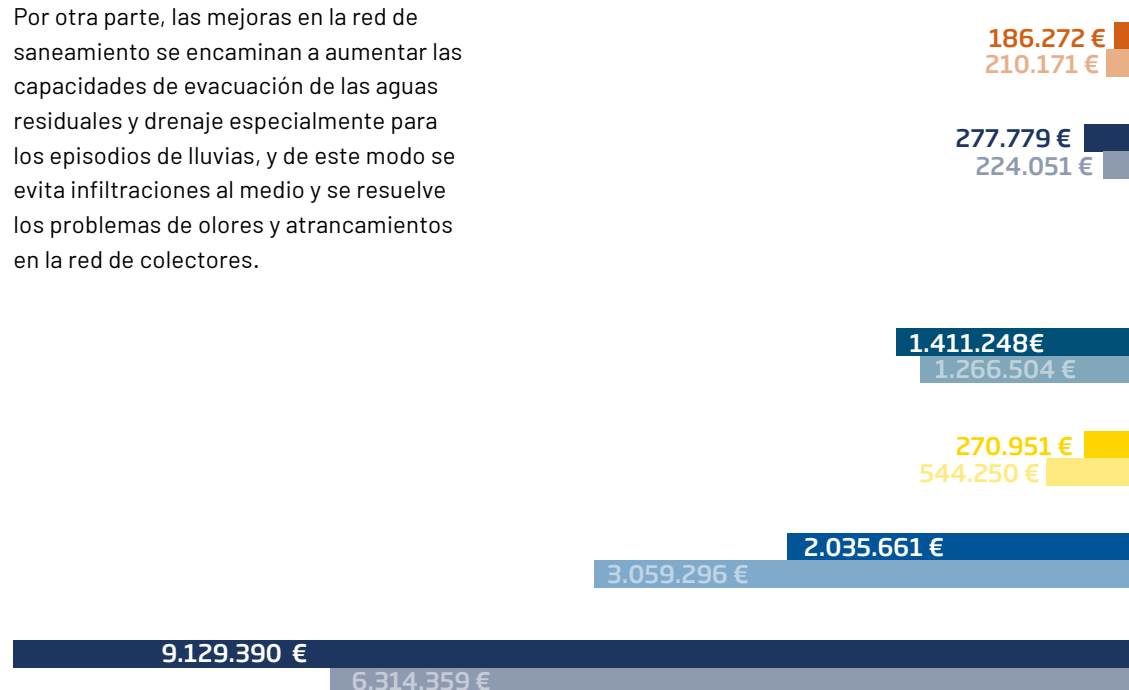 Por otra parte, las mejoras en la red de
saneamiento se encaminan a aumentar las
capacidades de evacuación de las aguas
residuales y drenaje especialmente para
los episodios de lluvias, y de este modo se
evita infiltraciones al medio y se resuelve
los problemas de olores y atrancamientos
en la red de colectores.
186.272 €
210.171 €
277.779 €
224.051 €
1.411.248€
1.266.504 €
270.951 €
544.250 €
2.035.661 €
3.059.296 €
9.129.390 €
6.314.359 €